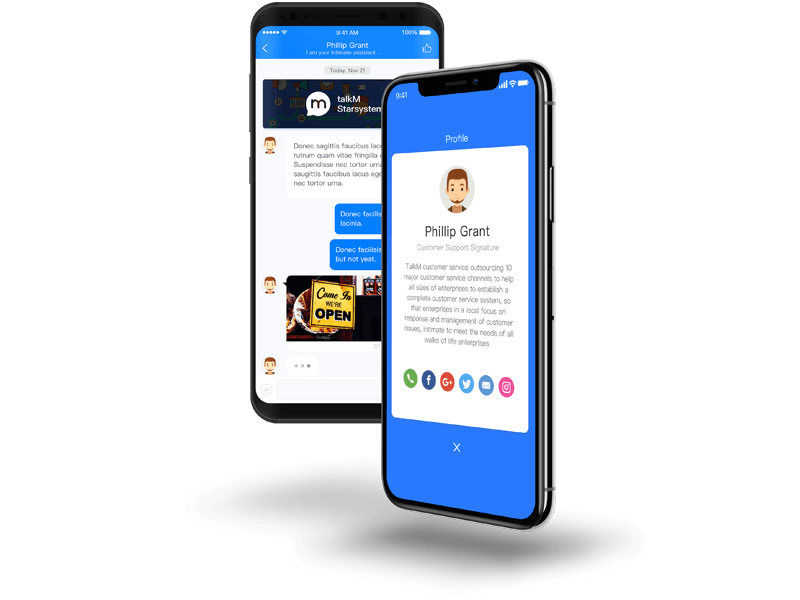 9:41 AM
100%
Phillip Grant
I am your intimate assistant ...
Today, Nov 21
m
talkM
Starsystem
Donec sagittis faucibus lacus
rutrum quam vitae fringilla
Suspendisse nec tortor urna.
saugittis faucibus lacus ege
nec tortor urna.
Donec facilis
lacinia.
Donec facilisis
but not yeat.
Come In
WE'RE
OPEN
9:41
Profile
Phillip Grant
Customer Support Signature
TalkM customer service outsourcing 10
major customer service channels to help
all sizes of enterprises to establish a
complete customer service system, so
that enterprises in a local focus on
response and management of customer
issues, intimate to meet the needs of all
walks of life enterprises.
f
G+
X